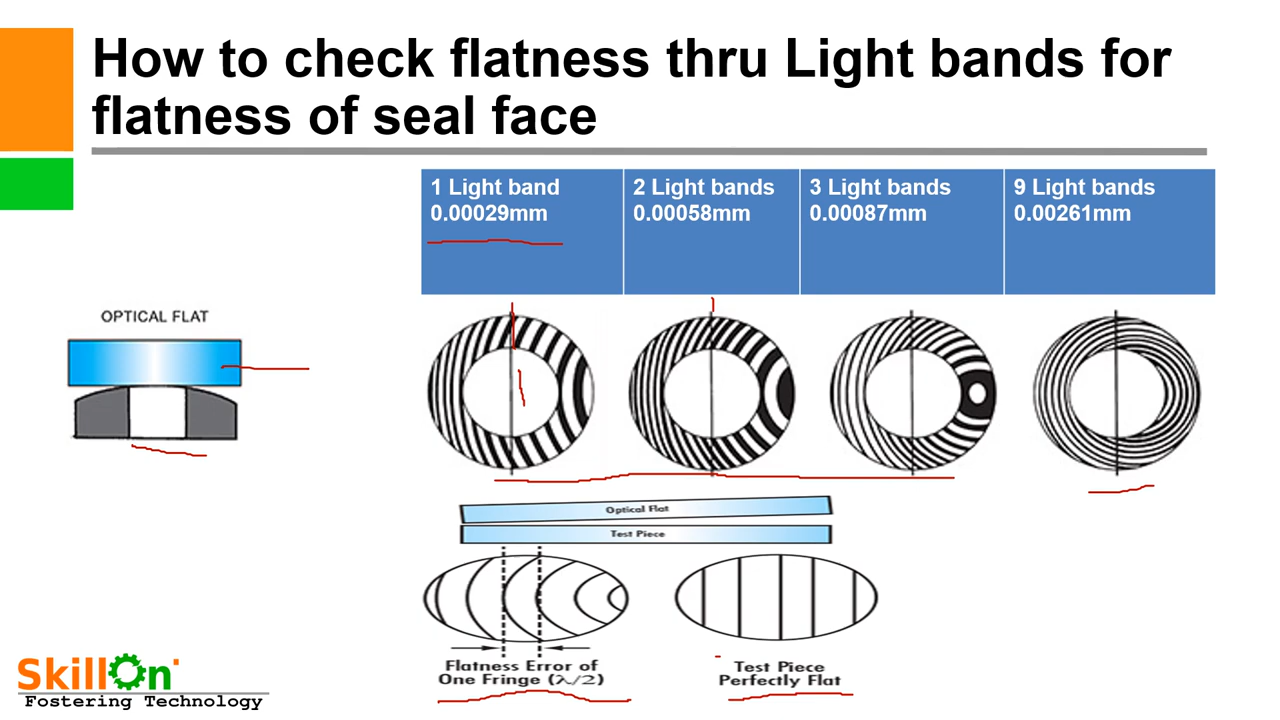 How to check flatness thru Light bands for
flatness of seal face
1 Light band
0.00029mm
2 Light bands
0.00058mm
3 Light bands
0.00087mm
9 Light bands
0.00261mm
OPTICAL FLAT
Optical Flat
Test Piece
Flatness Error of
One Fringe (λ/2)
Test Piece
Perfectly Flat
SkillOn
Fostering Technology